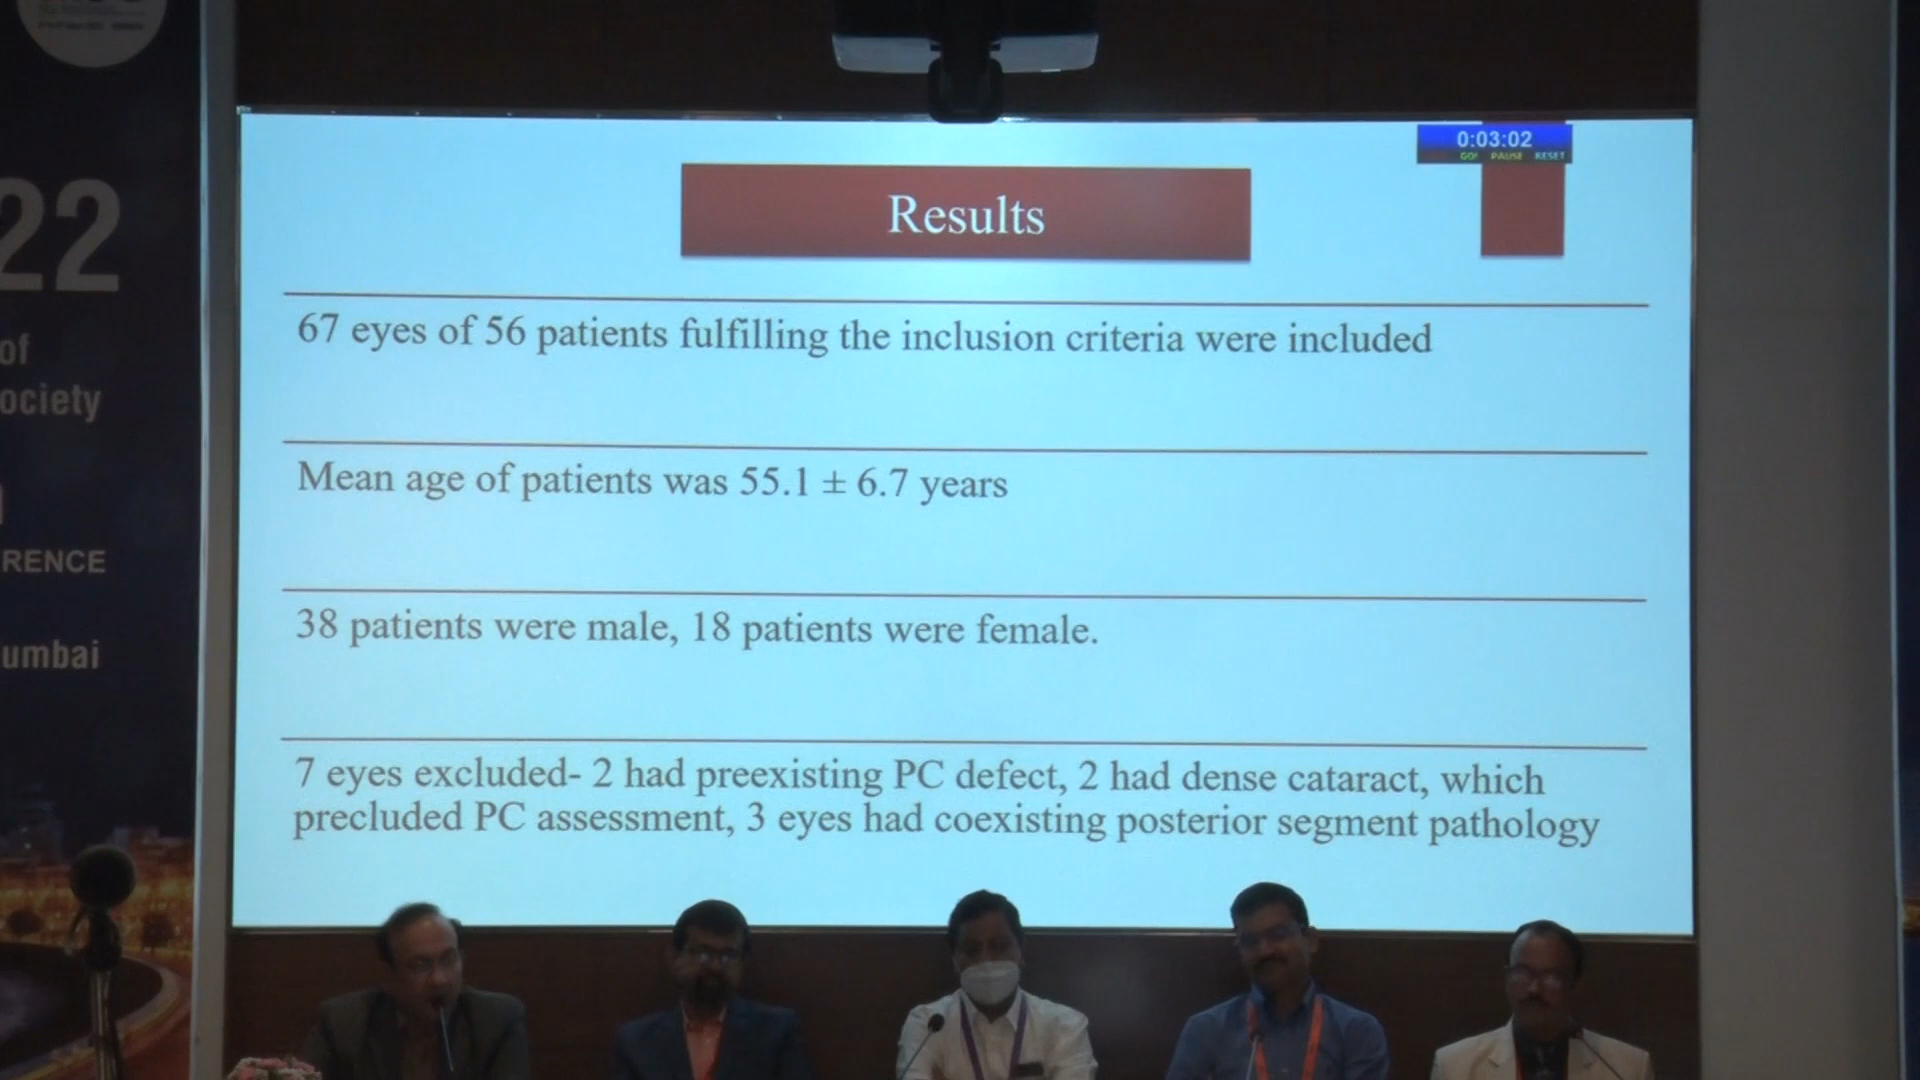 22
of
ociety
RENCE
umbai
0:03:02
GO! PAUSE RESET
Results
67 eyes of 56 patients fulfilling the inclusion criteria were included
Mean age of patients was 55.1 ± 6.7 years
38 patients were male, 18 patients were female.
7 eyes excluded- 2 had preexisting PC defect, 2 had dense cataract, which
precluded PC assessment, 3 eyes had coexisting posterior segment pathology